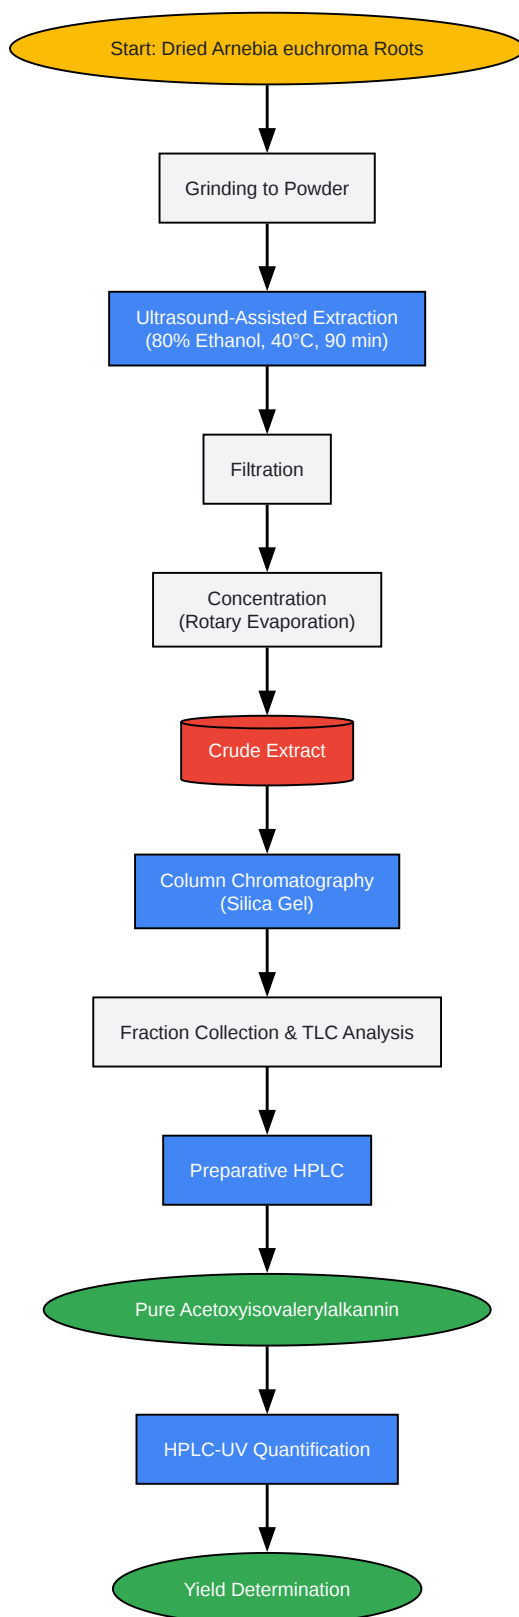 Start: Dried Arnebia euchroma Roots
Grinding to Powder
Ultrasound-Assisted Extraction
(80% Ethanol, 40°C, 90 min)
Filtration
Concentration
(Rotary Evaporation)
Crude Extract
Column Chromatography
(Silica Gel)
Fraction Collection & TLC Analysis
Preparative HPLC
Pure Acetoxyisovalerylalkannin
HPLC-UV Quantification
Yield Determination